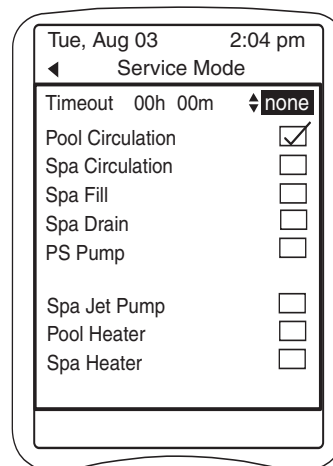 Tue, Aug 03 2:04 pm
Service Mode
Timeout 00h 00m none
Pool Circulation
Spa Circulation
Spa Fill
Spa Drain
PS Pump
Spa Jet Pump
Pool Heater
Spa Heater